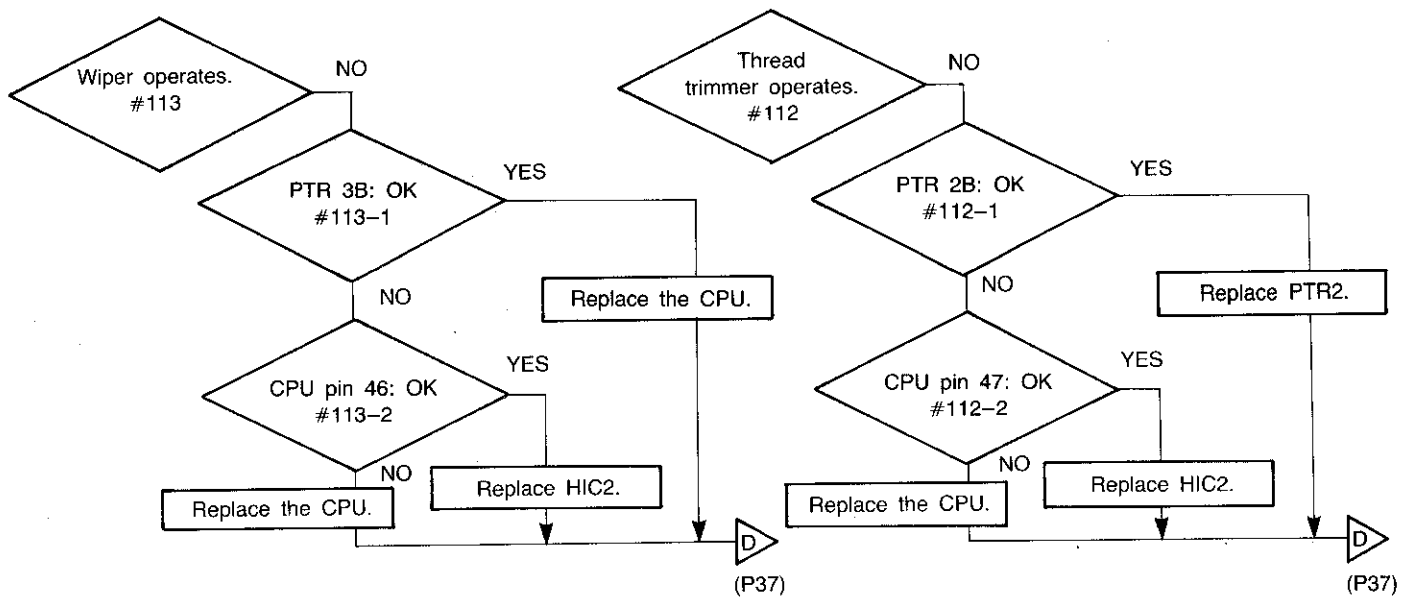 Wiper operates.
#113
NO
PTR 3B: OK
#113-1
YES
NO
Replace the CPU.
CPU pin 46: OK
#113-2
YES
NO
Replace HIC2.
Replace the CPU.
D
(P37)
Thread
trimmer operates.
#112
NO
PTR 2B: OK
#112-1
YES
NO
Replace PTR2.
CPU pin 47: OK
#112-2
YES
NO
Replace HIC2.
Replace the CPU.
D
(P37)